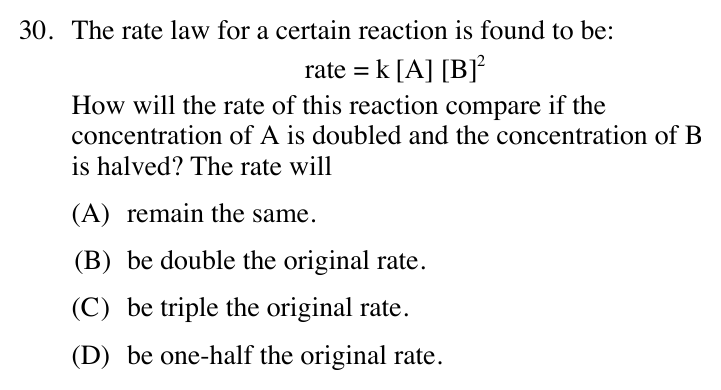 30. The rate law for a certain reaction is found to be:
rate = k [A] [B]²
How will the rate of this reaction compare if the
concentration of A is doubled and the concentration of B
is halved? The rate will
(A) remain the same.
(B) be double the original rate.
(C) be triple the original rate.
(D) be one-half the original rate.